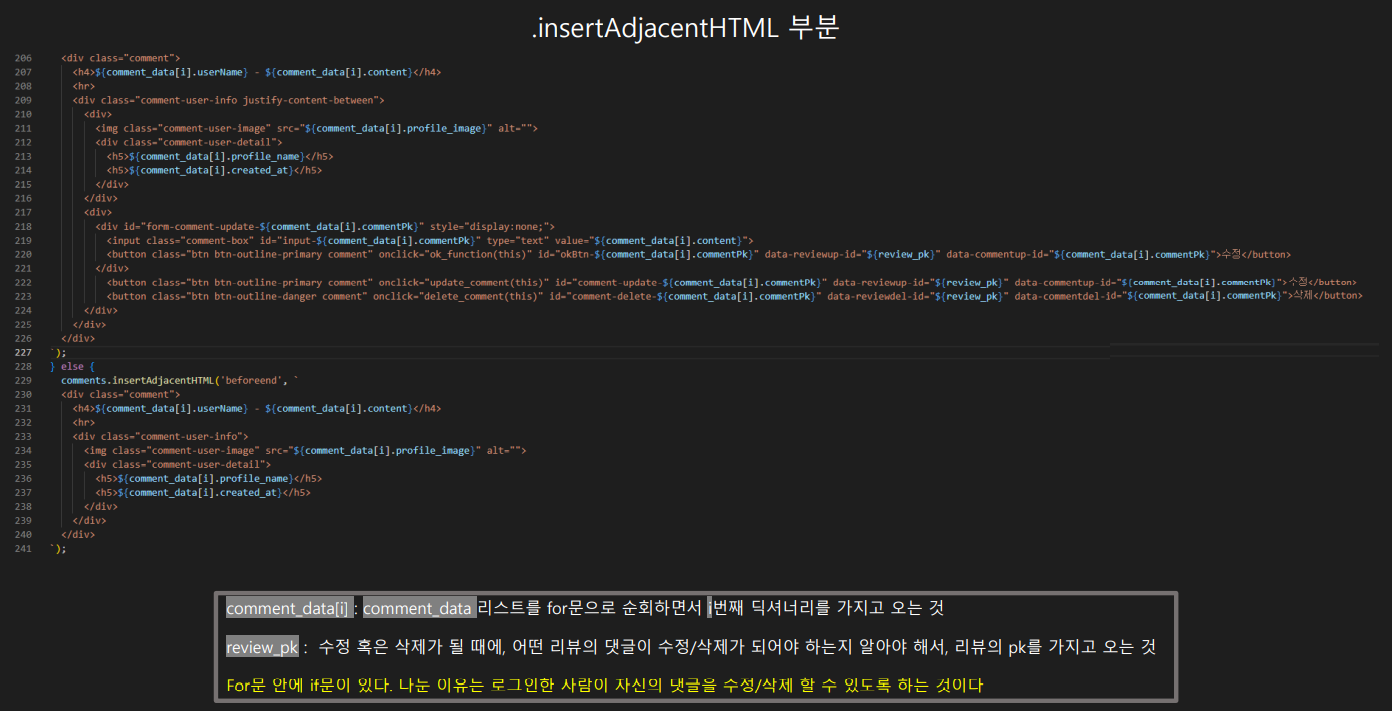 .insertAdjacentHTML 부분
206 <div class="comment">
207 <h4>${comment_data[i].userName} - ${comment_data[i].content}</h4>
208 <hr>
209 <div class="comment-user-info justify-content-between">
210 <div>
211 <img class="comment-user-image" src="${comment_data[i].profile_image}" alt="">
212 <div class="comment-user-detail">
213 <h5>${comment_data[i].profile_name}</h5>
214 <h5>${comment_data[i].created_at}</h5>
215 </div>
216 </div>
217 <div>
218 <div id="form-comment-update-${comment_data[i].commentPk}" style="display:none;">
219 <input class="comment-box" id="input-${comment_data[i].commentPk}" type="text" value="${comment_data[i].content}">
220 <button class="btn btn-outline-primary comment" onclick="ok_function(this)" id="okBtn-${comment_data[i].commentPk}" data-reviewup-id="${review_pk}" data-commentup-id="${comment_data[i].commentPk}">수정</button>
221 </div>
222 <button class="btn btn-outline-primary comment" onclick="update_comment(this)" id="comment-update-${comment_data[i].commentPk}" data-reviewup-id="${review_pk}" data-commentup-id="${comment_data[i].commentPk}">수정</button>
223 <button class="btn btn-outline-danger comment" onclick="delete_comment(this)" id="comment-delete-${comment_data[i].commentPk}" data-reviewdel-id="${review_pk}" data-commentdel-id="${comment_data[i].commentPk}">삭제</button>
224 </div>
225 </div>
226 </div>
227 `);
228 } else {
229 comments.insertAdjacentHTML('beforeend', `
230 <div class="comment">
231 <h4>${comment_data[i].userName} - ${comment_data[i].content}</h4>
232 <hr>
233 <div class="comment-user-info">
234 <img class="comment-user-image" src="${comment_data[i].profile_image}" alt="">
235 <div class="comment-user-detail">
236 <h5>${comment_data[i].profile_name}</h5>
237 <h5>${comment_data[i].created_at}</h5>
238 </div>
239 </div>
240 </div>
241 `);
comment_data[i] : comment_data 리스트를 for문으로 순회하면서 i번째 딕셔너리를 가지고 오는 것
review_pk : 수정 혹은 삭제가 될 때에, 어떤 리뷰의 댓글이 수정/삭제가 되어야 하는지 알아야 해서, 리뷰의 pk를 가지고 오는 것
For문 안에 if문이 있다. 나눈 이유는 로그인한 사람이 자신의 댓글을 수정/삭제 할 수 있도록 하는 것이다